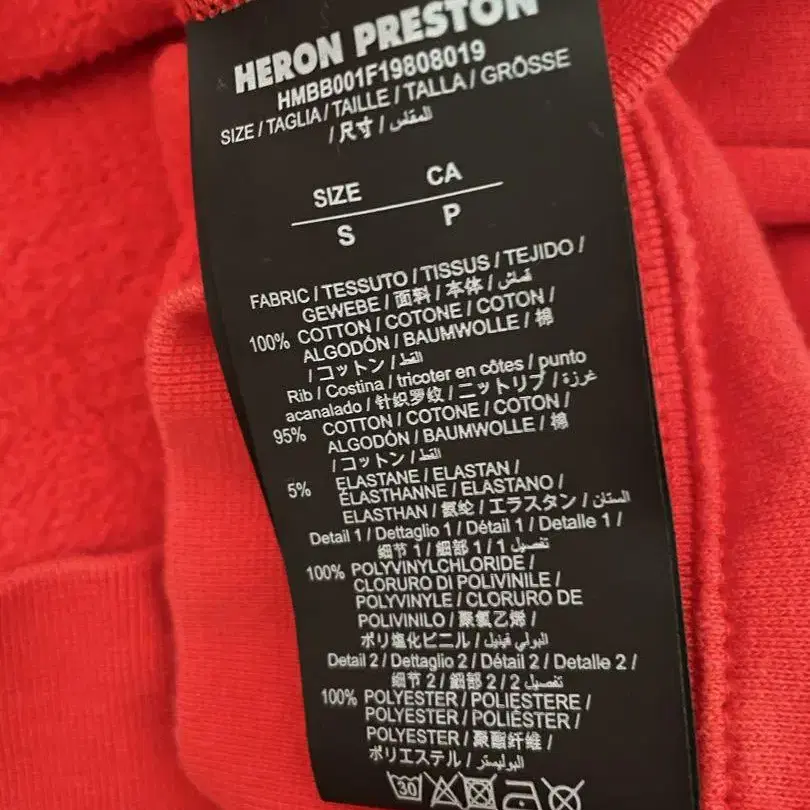 HERON PRESTON
HMBB001F19808019
SIZE / TAGLIA / TAILLE / TALLA / GRÖSSE
/ 尺寸 / المقاس
SIZE CA
S P
FABRIC / TESSUTO / TISSUS / TEJIDO /
GEWEBE / 面料 / 本体 / قماش
100% COTTON / COTONE / COTON /
ALGODÓN / BAUMWOLLE / 棉
/ コットン / القط
Rib / Costina / tricoter en côtes / punto
acanalado / 针织罗纹 / ニットリブ / غرزة
95% COTTON / COTONE / COTON /
ALGODÓN / BAUMWOLLE / 棉
/ コットン / القط
5% ELASTANE / ELASTAN /
ÉLASTHANNE / ELASTANO /
ELASTHAN / 氨纶 / エラスタン / الستان
Detail 1 / Dettaglio 1 / Détail 1 / Detalle 1 /
细节 1 / 細部 1 / تفصيل 1
100% POLYVINYLCHLORIDE /
CLORURO DI POLIVINILE /
POLYVINYLE / CLORURO DE
POLIVINILO / 聚氯乙烯 /
ポリ塩化ビニル / البولي فينيل
Detail 2 / Dettaglio 2 / Détail 2 / Detalle 2 /
细节 2 / 細部 2 / تفصيل 2
100% POLYESTER / POLIESTERE /
POLYESTER / POLIÉSTER /
POLYESTER / 聚酯纤维 /
ポリエステル / البوليستر
30